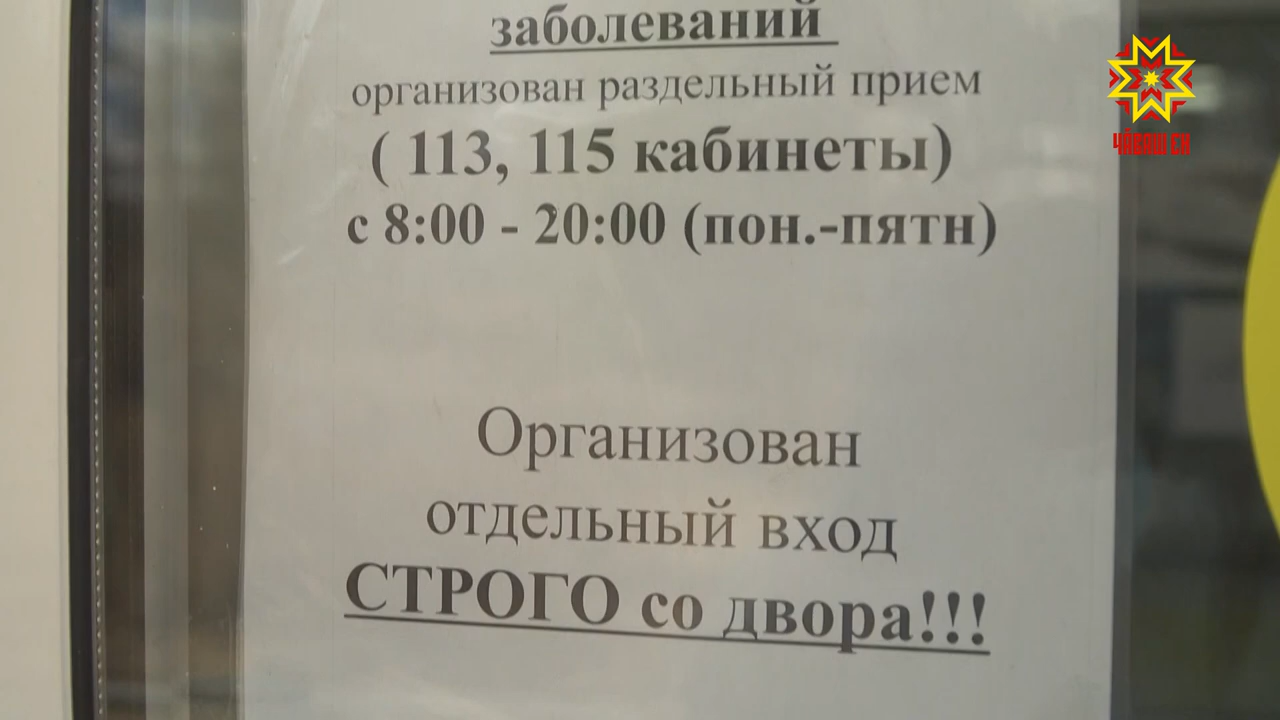 заболеваний
организован раздельный прием
( 113, 115 кабинеты)
с 8:00 - 20:00 (пон.-пятн)
Организован
отдельный вход
СТРОГО со двора!!!
ЧӐВАШ ЕН